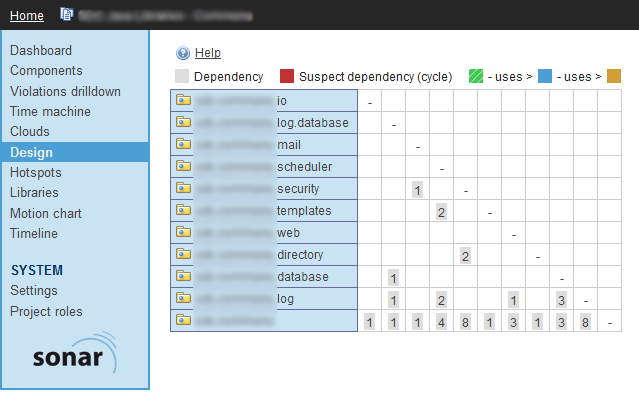 Home
Dashboard
Components
Violations drilldown
Time machine
Clouds
Design
Hotspots
Libraries
Motion chart
Timeline
SYSTEM
Settings
Project roles
sonar
Help
Dependency Suspect dependency (cycle) - uses > - uses >
io -
log.database -
mail -
scheduler -
security 1 -
templates 2 -
web -
directory 2 -
database 1 -
log 1 2 1 3 -
1 1 1 4 8 1 3 1 3 8 -